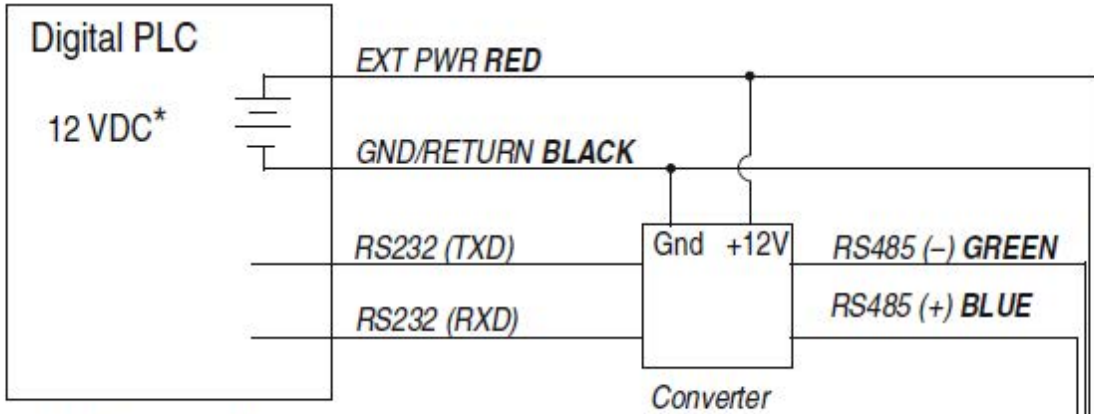 Digital PLC
12 VDC*
EXT PWR RED
GND/RETURN BLACK
RS232 (TXD)
RS232 (RXD)
Gnd +12V
RS485 (–) GREEN
RS485 (+) BLUE
Converter